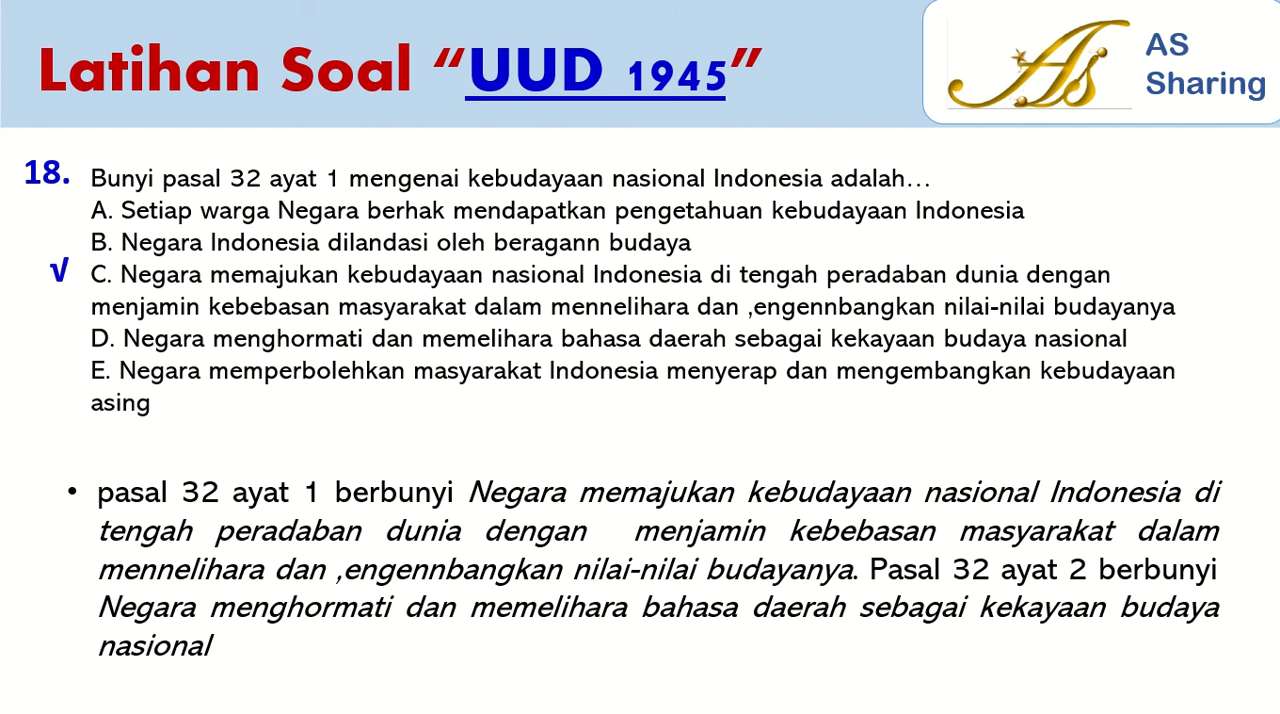 Latihan Soal “UUD 1945”
AS
Sharing
18. Bunyi pasal 32 ayat 1 mengenai kebudayaan nasional Indonesia adalah...
A. Setiap warga Negara berhak mendapatkan pengetahuan kebudayaan Indonesia
B. Negara Indonesia dilandasi oleh beragann budaya
√ C. Negara memajukan kebudayaan nasional Indonesia di tengah peradaban dunia dengan
menjamin kebebasan masyarakat dalam mennelihara dan ,engennbangkan nilai-nilai budayanya
D. Negara menghormati dan memelihara bahasa daerah sebagai kekayaan budaya nasional
E. Negara memperbolehkan masyarakat Indonesia menyerap dan mengembangkan kebudayaan
asing
• pasal 32 ayat 1 berbunyi Negara memajukan kebudayaan nasional Indonesia di
tengah peradaban dunia dengan menjamin kebebasan masyarakat dalam
mennelihara dan ,engennbangkan nilai-nilai budayanya. Pasal 32 ayat 2 berbunyi
Negara menghormati dan memelihara bahasa daerah sebagai kekayaan budaya
nasional